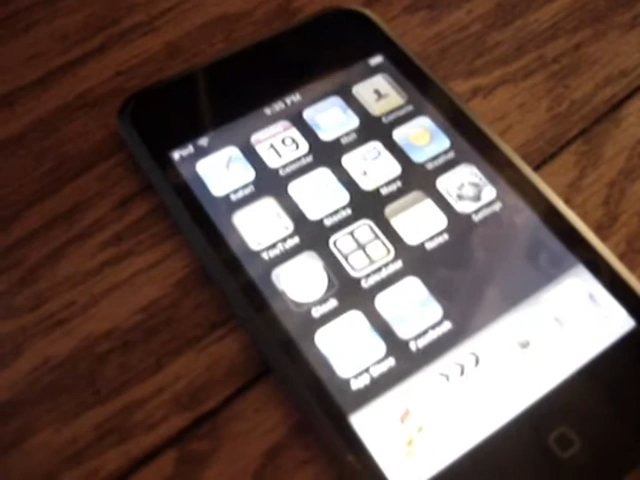 iPod 9:35 PM
Safari Calendar Mail Contacts
19
YouTube Stocks Maps Weather
Clock Calculator Notes Settings
App Store Facebook